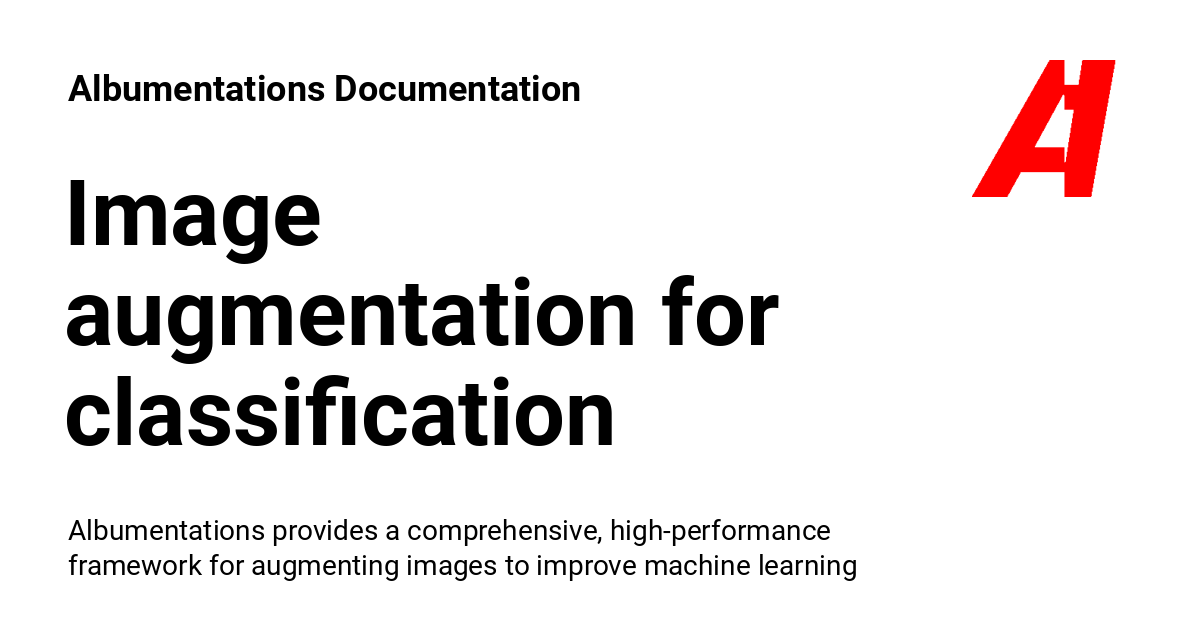 Albumentations Documentation
Image
augmentation for
classification
Albumentations provides a comprehensive, high-performance
framework for augmenting images to improve machine learning